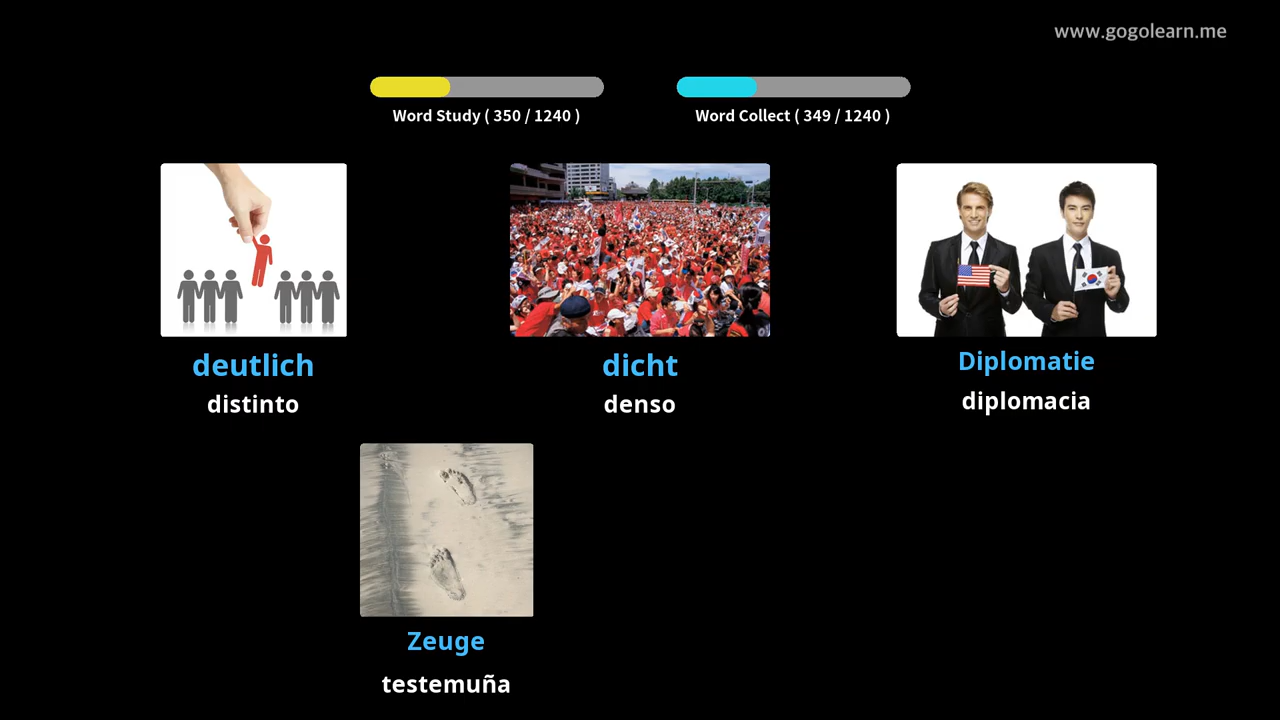 www.gogolearn.me
Word Study ( 350 / 1240 )
Word Collect ( 349 / 1240 )
deutlich
distinto
dicht
denso
Diplomatie
diplomacia
Zeuge
testemuña